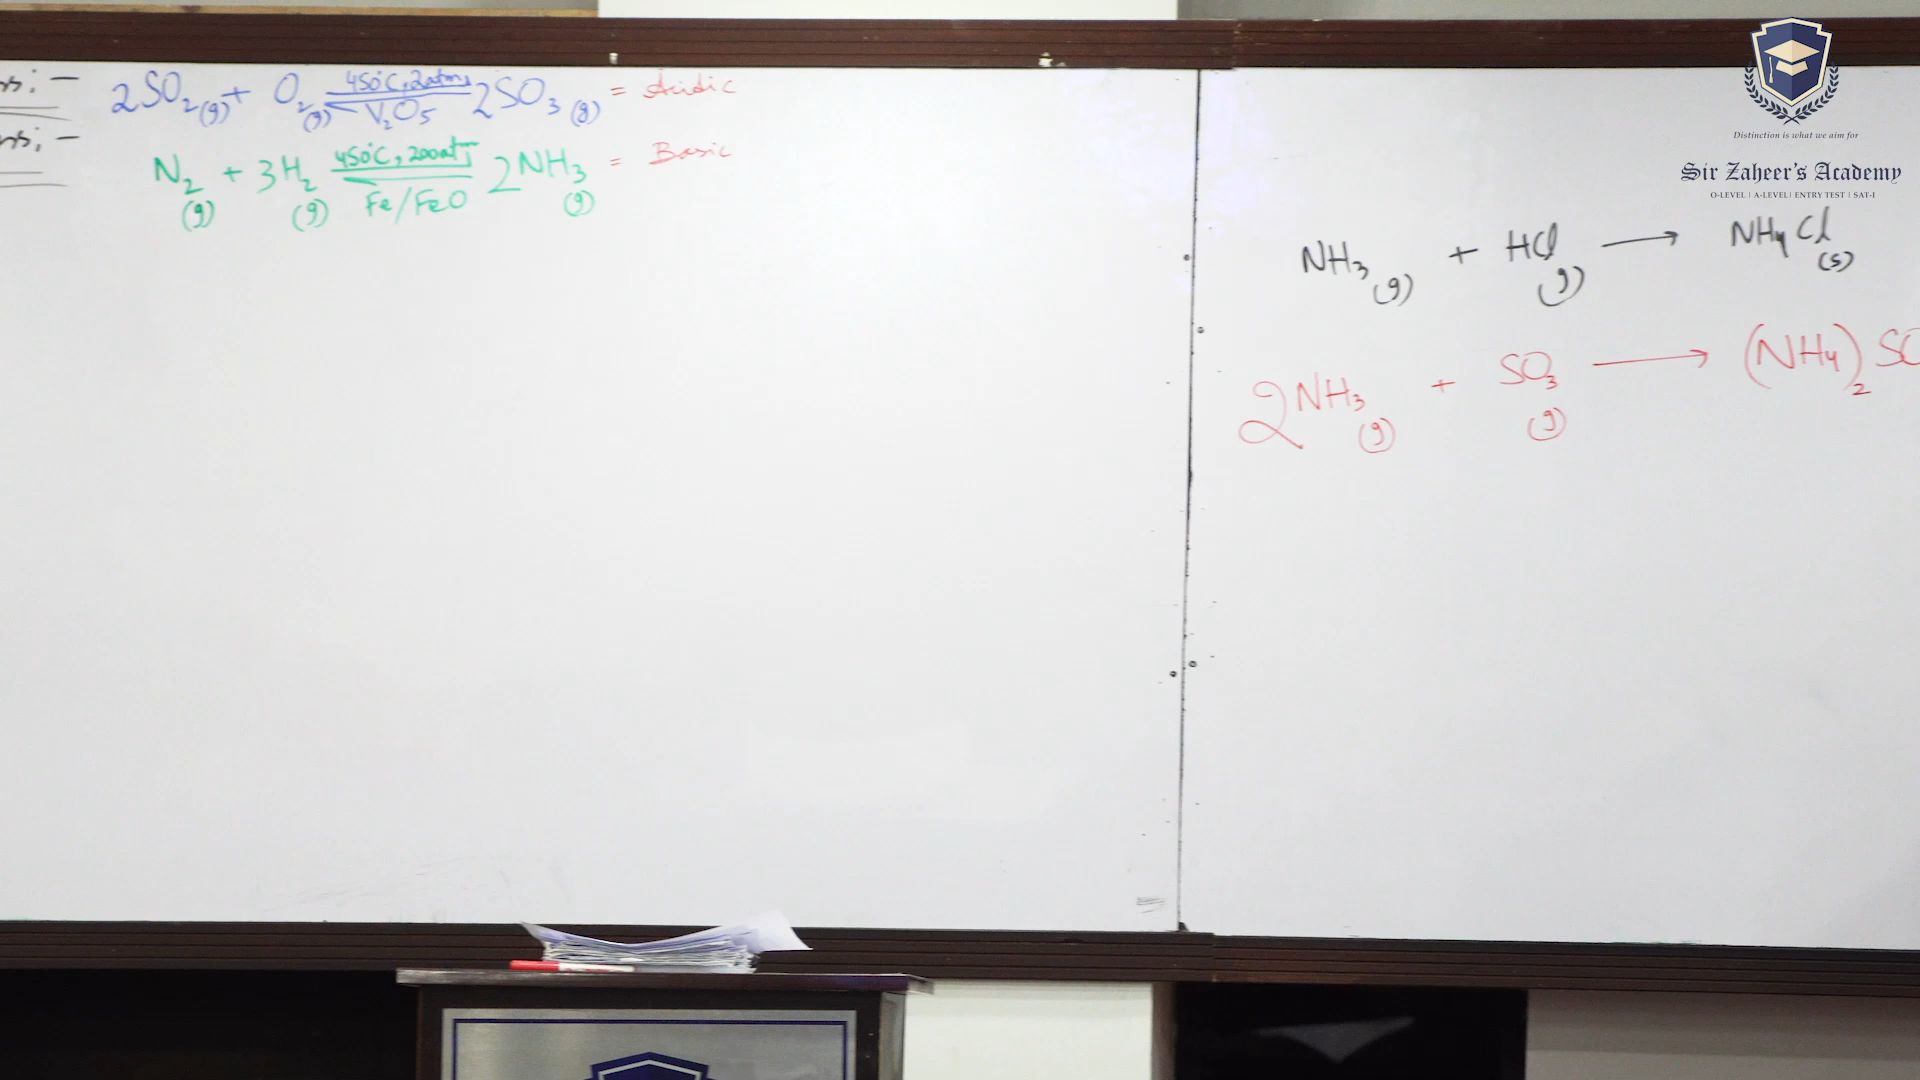 2SO₂(g) + O₂(g) 450°C, 2atm V₂O₅ 2SO₃(g) = Acidic
N₂(g) + 3H₂(g) 450°C, 200atm Fe/FeO 2NH₃(g) = Basic
Distinction is what we aim for
Sir Zaheer's Academy
O-LEVEL | A-LEVEL | ENTRY TEST | SAT-I
NH₃(g) + HCl(g) → NH₄Cl(s)
2NH₃(g) + SO₃(g) → (NH₄)₂SO